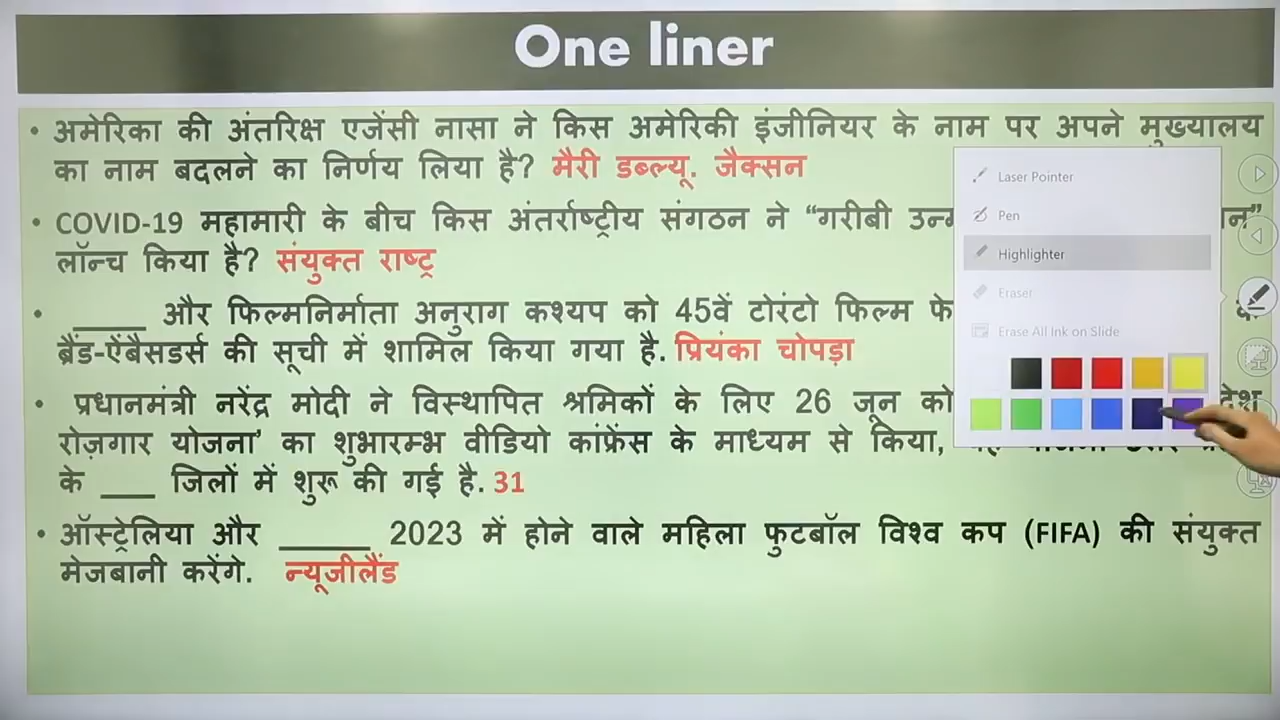 One liner
• अमेरिका की अंतरिक्ष एजेंसी नासा ने किस अमेरिकी इंजीनियर के नाम पर अपने मुख्यालय
का नाम बदलने का निर्णय लिया है? मैरी डब्ल्यू. जैक्सन
• COVID-19 महामारी के बीच किस अंतर्राष्ट्रीय संगठन ने “गरीबी
लॉन्च किया है? संयुक्त राष्ट्र
• ____ और फिल्मनिर्माता अनुराग कश्यप को 45वें टोरंटो फिल्म
ब्रैंड-ऐंबैसडर्स की सूची में शामिल किया गया है. प्रियंका चोपड़ा
• प्रधानमंत्री नरेंद्र मोदी ने विस्थापित श्रमिकों के लिए 26 जून को
रोज़गार योजना’ का शुभारम्भ वीडियो कांफ्रेंस के माध्यम से किया,
के ___ जिलों में शुरू की गई है. 31
• ऑस्ट्रेलिया और _____ 2023 में होने वाले महिला फुटबॉल विश्व कप (FIFA) की संयुक्त
मेजबानी करेंगे. न्यूजीलैंड
Laser Pointer
Pen
Highlighter
Eraser
Erase All Ink on Slide